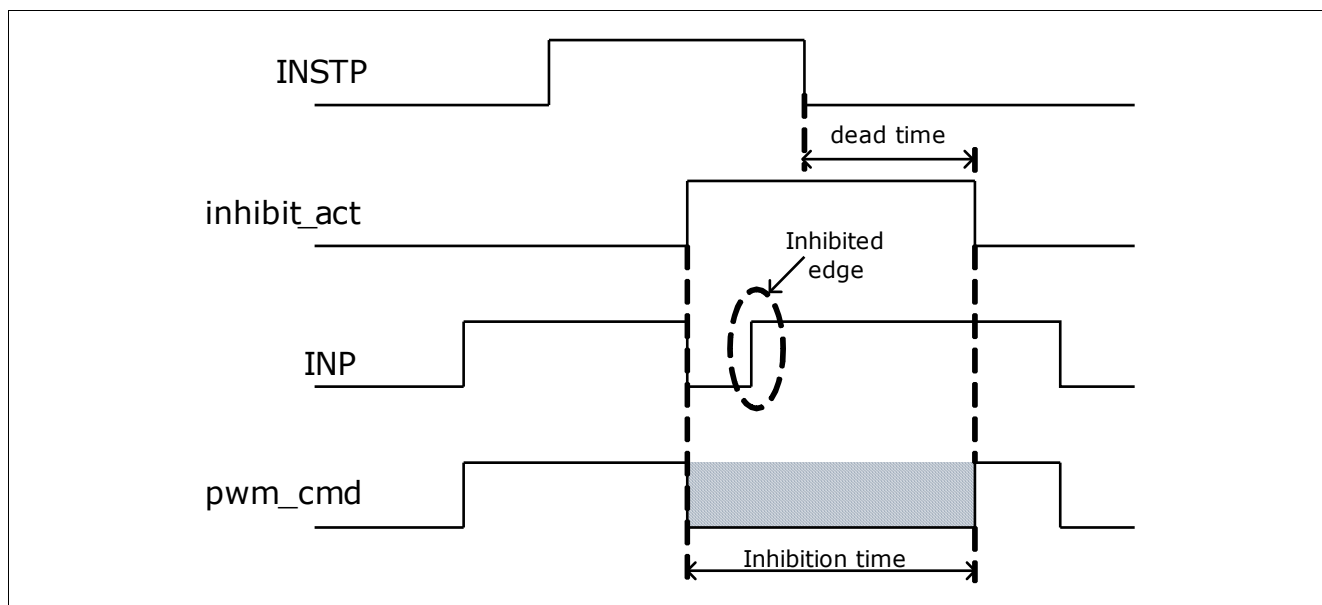 INSTP
dead time
inhibit_act
Inhibited
edge
INP
pwm_cmd
Inhibition time